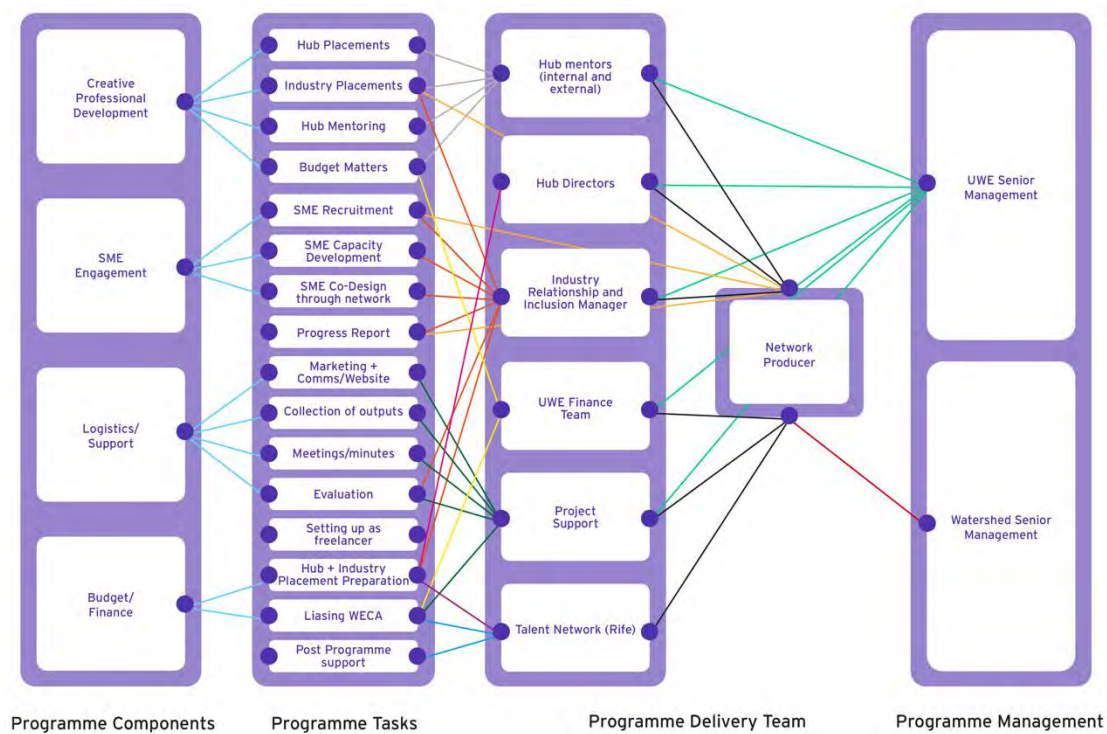 Creative
Professional
Development
SME
Engagement
Logistics/
Support
Budget/
Finance
Hub Placements
Industry Placements
Hub Mentoring
Budget Matters
SME Recruitment
SME Capacity
Development
SME Co-Design
through network
Progress Report
Marketing +
Comms/Website
Collection of outputs
Meetings/minutes
Evaluation
Setting up as
freelancer
Hub + Industry
Placement Preparation
Liasing WECA
Post Programme
support
Hub mentors
(internal and
external)
Hub Directors
Industry
Relationship and
Inclusion Manager
UWE Finance
Team
Project
Support
Talent Network (Rife)
Network
Producer
UWE Senior
Management
Watershed Senior
Management
Programme Components
Programme Tasks
Programme Delivery Team
Programme Management